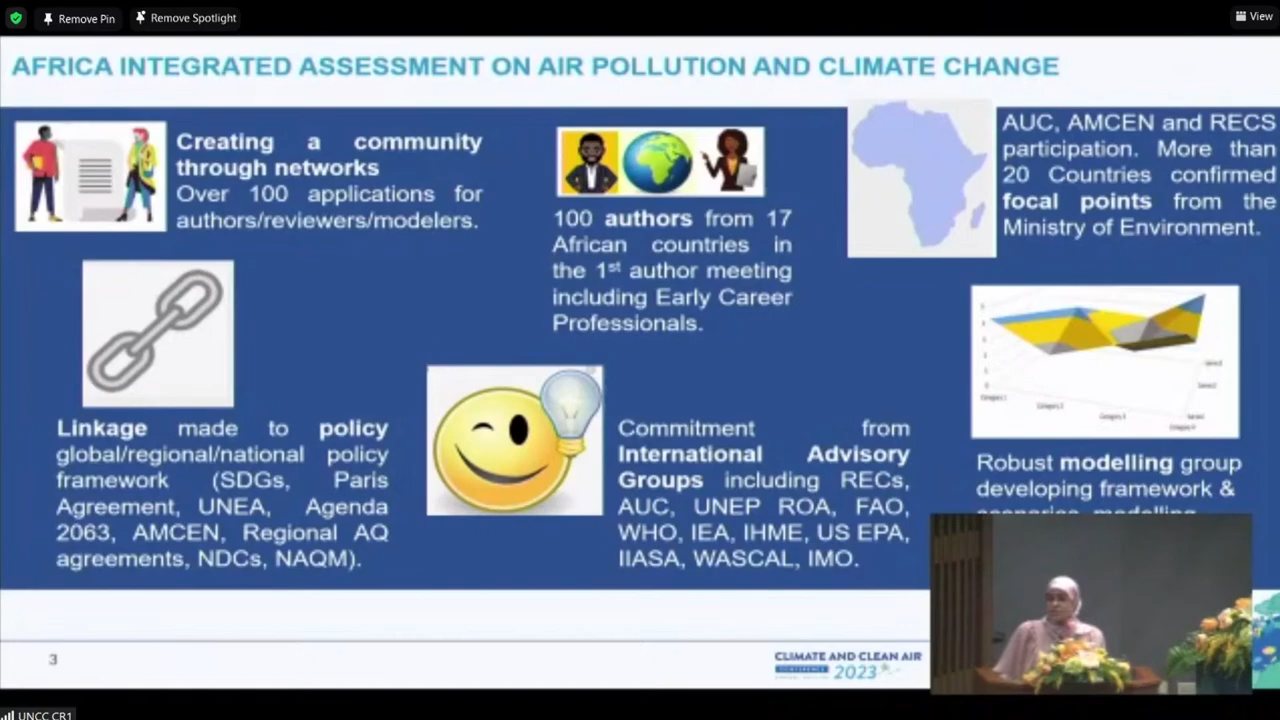 Remove Pin
Remove Spotlight
View
AFRICA INTEGRATED ASSESSMENT ON AIR POLLUTION AND CLIMATE CHANGE
Creating a community
through networks
Over 100 applications for
authors/reviewers/modelers.
100 authors from 17
African countries in
the 1st author meeting
including Early Career
Professionals.
AUC, AMCEN and RECS
participation. More than
20 Countries confirmed
focal points from the
Ministry of Environment.
Linkage made to policy
global/regional/national policy
framework (SDGs, Paris
Agreement, UNEA, Agenda
2063, AMCEN, Regional AQ
agreements, NDCs, NAQM).
Commitment from
International Advisory
Groups including RECs,
AUC, UNEP ROA, FAO,
WHO, IEA, IHME, US EPA,
IIASA, WASCAL, IMO.
Robust modelling group
developing framework &
scenarios, modelling
3
CLIMATE AND CLEAN AIR
CONFERENCE 2023
UNCC CR1